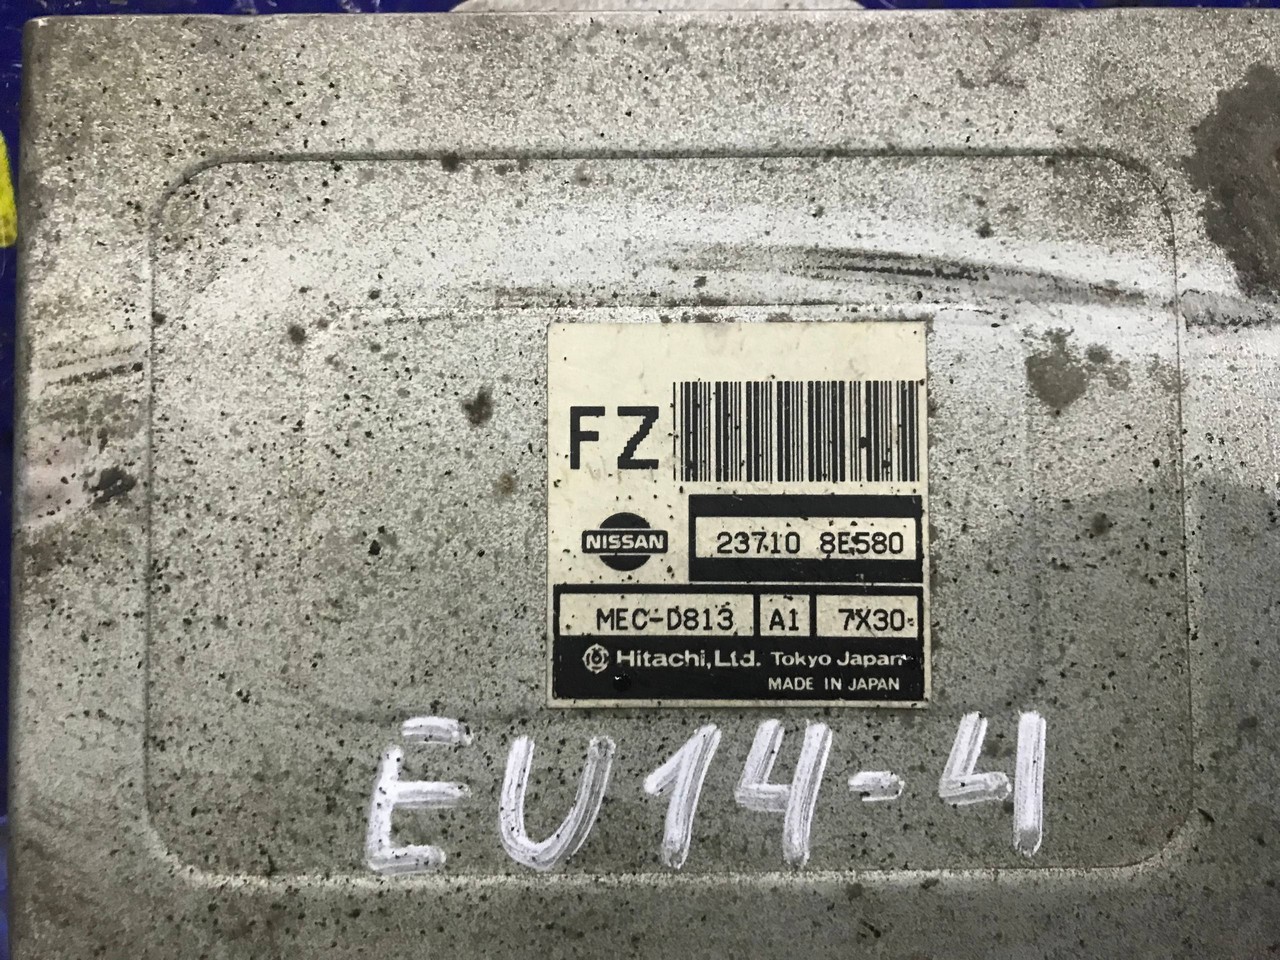 FZ
NISSAN
23710 8E580
MEC-D813 A1 7X30
Hitachi,Ltd. Tokyo Japan
MADE IN JAPAN
EU14-4